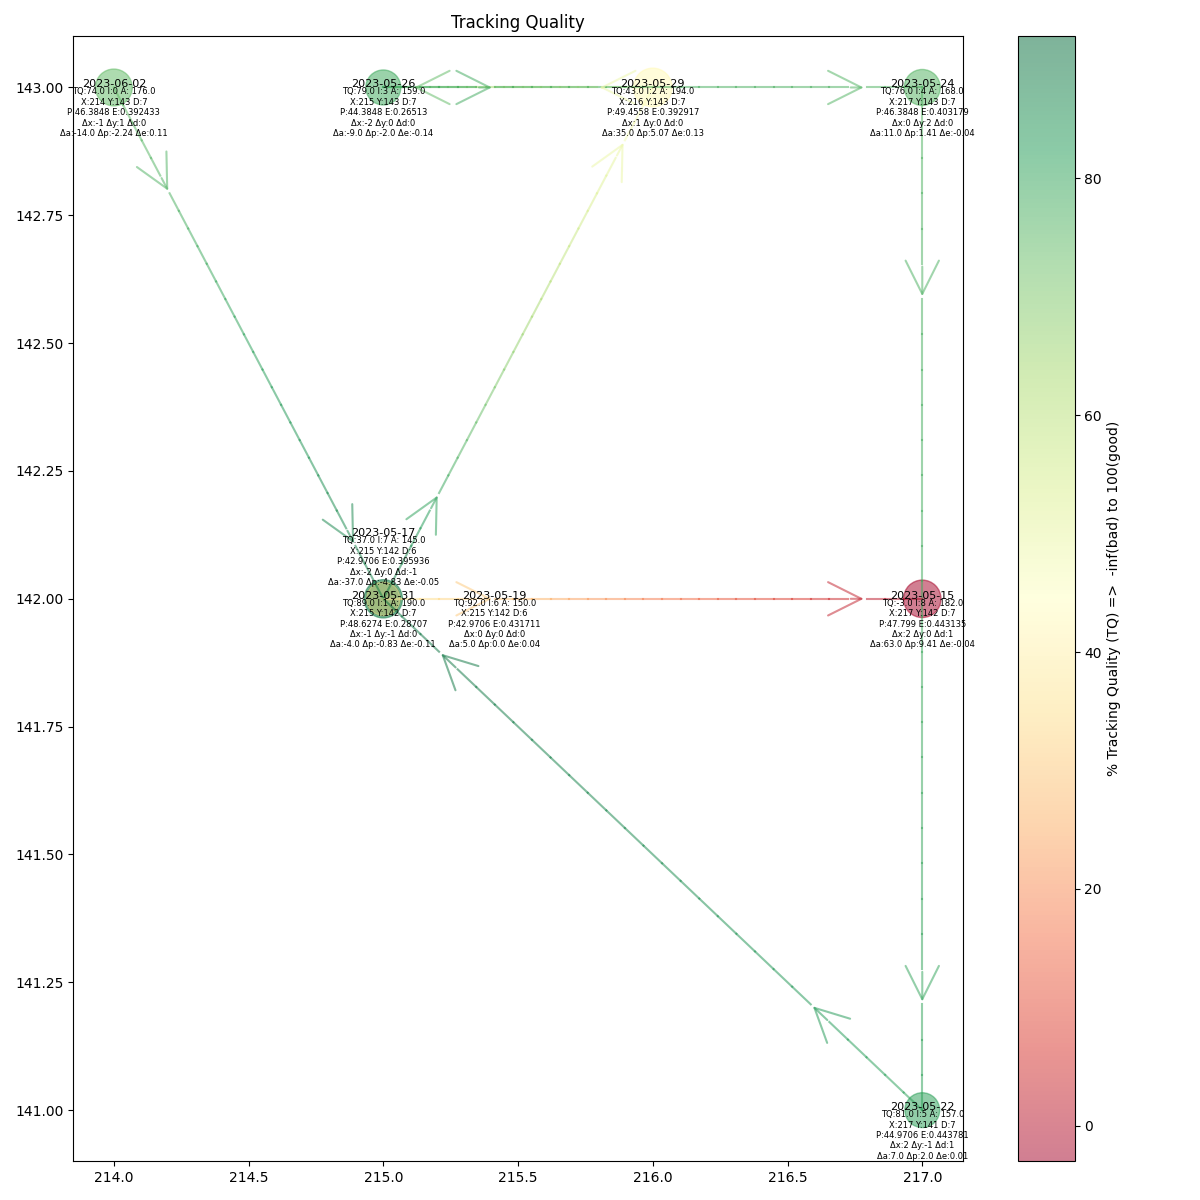 Tracking Quality
143.00
142.75
142.50
142.25
142.00
141.75
141.50
141.25
141.00
2023-06-02
TQ:74.0 I:0 A: 176.0
X:214 Y:143 D:7
P:46.3848 E:0.392433
Δx:-1 Δy:1 Δd:0
Δa:-14.0 Δp:-2.24 Δe:0.11
2023-05-26
TQ:79.0 I:3 A: 159.0
X:215 Y:143 D:7
P:44.3848 E:0.26513
Δx:-2 Δy:0 Δd:0
Δa:-9.0 Δp:-2.0 Δe:-0.14
2023-05-29
TQ:43.0 I:2 A: 194.0
X:216 Y:143 D:7
P:49.4558 E:0.392917
Δx:1 Δy:0 Δd:0
Δa:35.0 Δp:5.07 Δe:0.13
2023-05-24
TQ:76.0 I:4 A: 168.0
X:217 Y:143 D:7
P:46.3848 E:0.403179
Δx:0 Δy:2 Δd:0
Δa:11.0 Δp:1.41 Δe:-0.04
2023-05-17
TQ:37.0 I:7 A: 145.0
X:215 Y:142 D:6
P:42.9706 E:0.395936
Δx:-2 Δy:0 Δd:-1
Δa:-37.0 Δp:-4.83 Δe:-0.05
2023-05-31
TQ:89.0 I:1 A: 190.0
X:215 Y:142 D:7
P:48.6274 E:0.28707
Δx:-1 Δy:-1 Δd:0
Δa:-4.0 Δp:-0.83 Δe:-0.11
2023-05-19
TQ:92.0 I:6 A: 150.0
X:215 Y:142 D:6
P:42.9706 E:0.431711
Δx:0 Δy:0 Δd:0
Δa:5.0 Δp:0.0 Δe:0.04
2023-05-15
TQ:-3.0 I:8 A: 182.0
X:217 Y:142 D:7
P:47.799 E:0.443135
Δx:2 Δy:0 Δd:1
Δa:63.0 Δp:9.41 Δe:-0.04
2023-05-22
TQ:81.0 I:5 A: 157.0
X:217 Y:141 D:7
P:44.9706 E:0.443781
Δx:2 Δy:-1 Δd:1
Δa:7.0 Δp:2.0 Δe:0.01
214.0 214.5 215.0 215.5 216.0 216.5 217.0
80
60
40
20
0
% Tracking Quality (TQ) => -inf(bad) to 100(good)